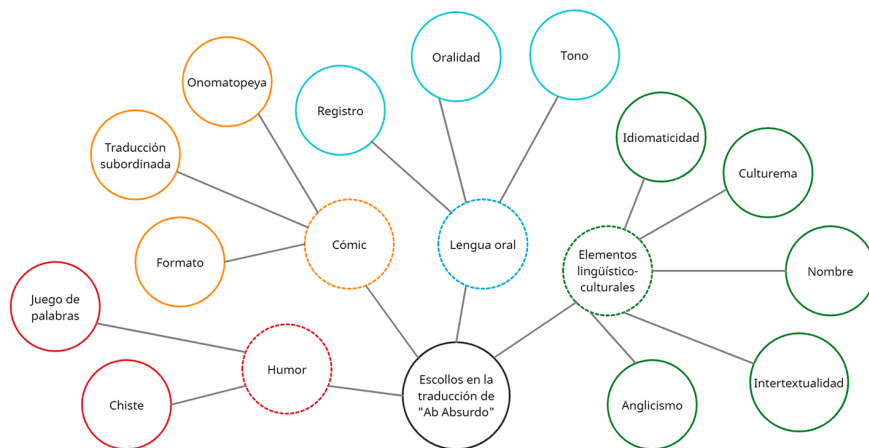 Oralidad
Tono
Onomatopeya
Registro
Idiomaticidad
Traducción
subordinada
Culturema
Cómic
Lengua oral
Elementos
lingüístico-
culturales
Formato
Nombre
Juego de
palabras
Humor
Escollos en la
traducción de
"Ab Absurdo"
Intertextualidad
Chiste
Anglicismo